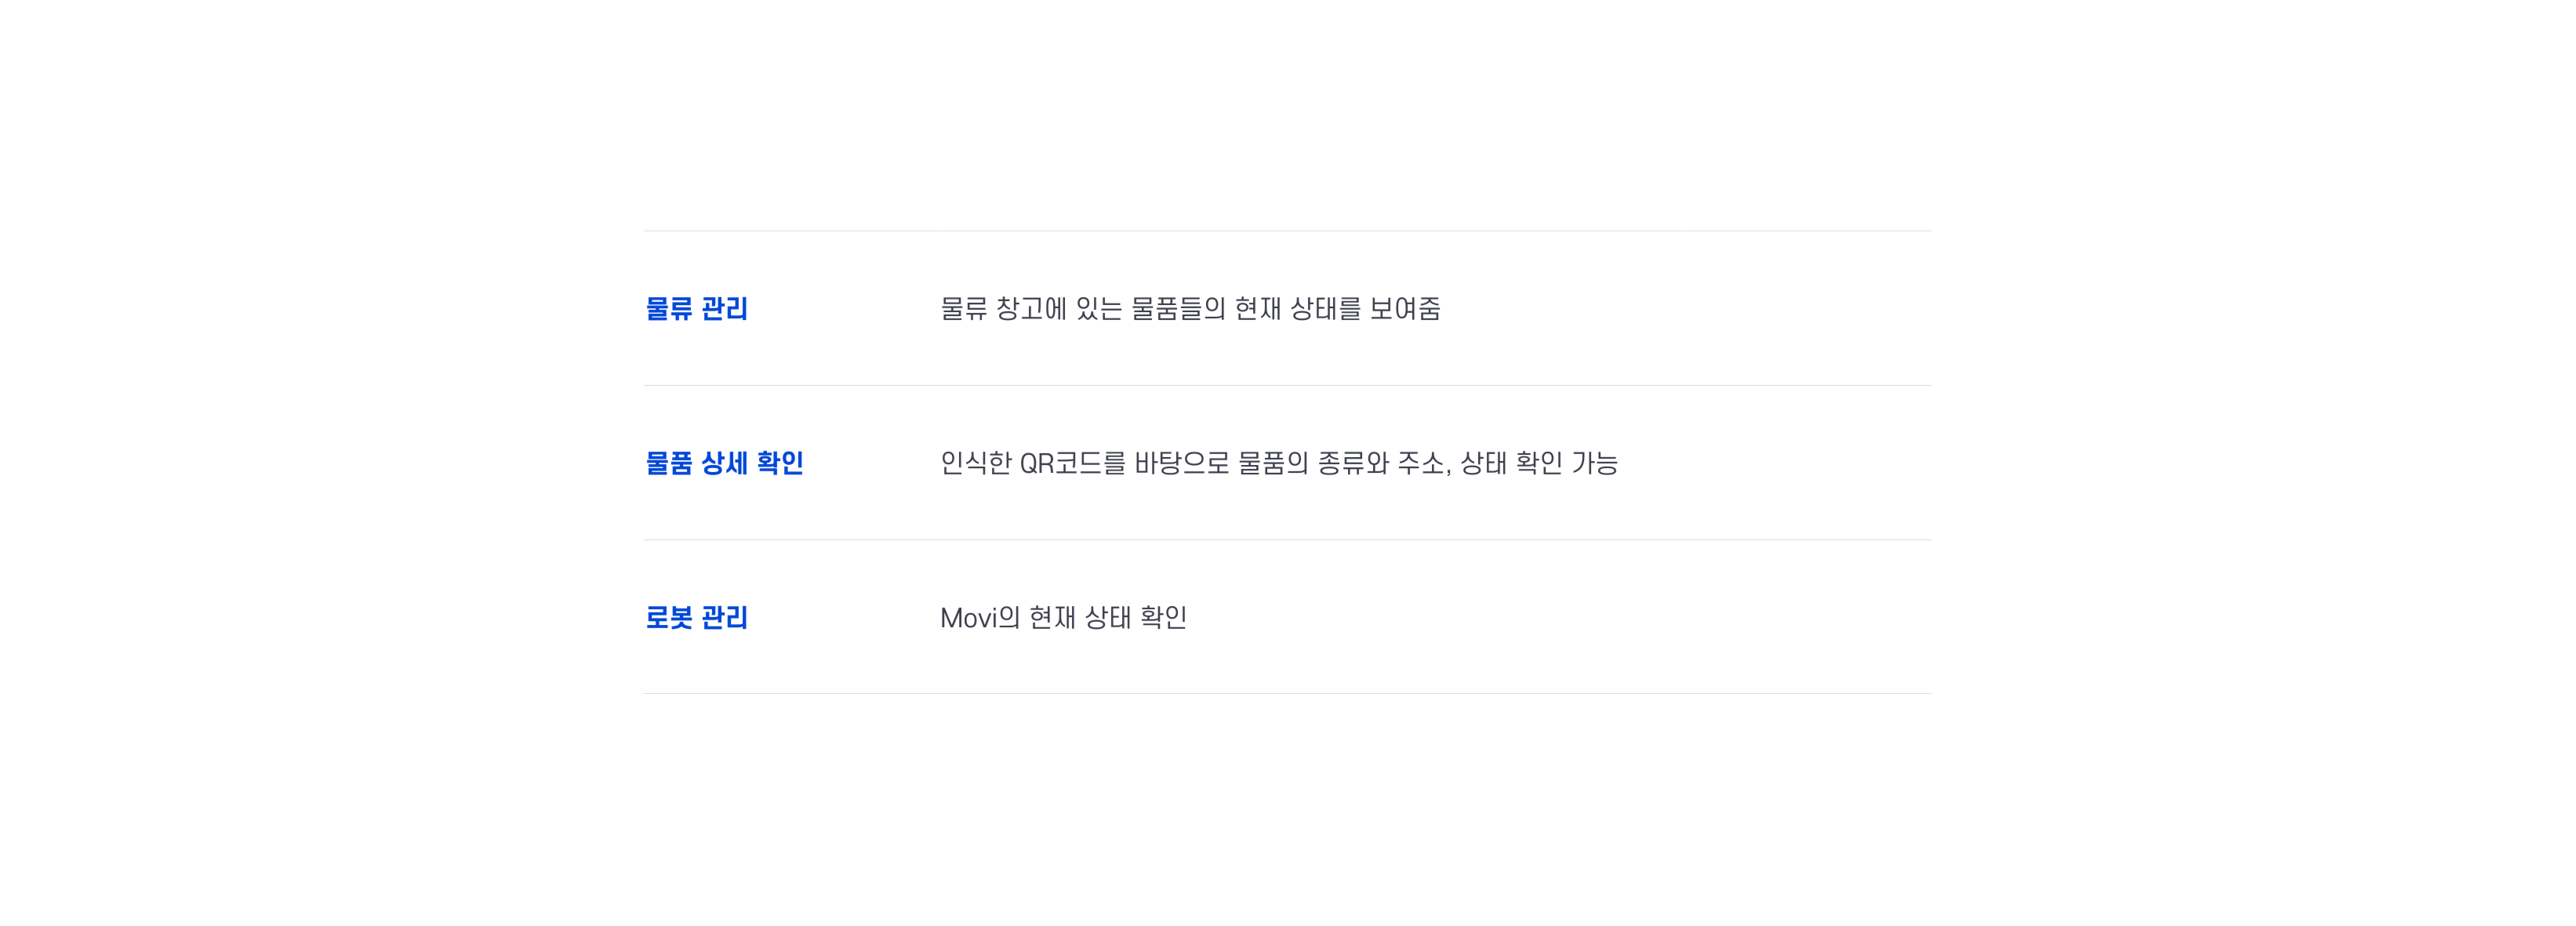 물류 관리
물류 창고에 있는 물품들의 현재 상태를 보여줌
물품 상세 확인
인식한 QR코드를 바탕으로 물품의 종류와 주소, 상태 확인 가능
로봇 관리
Movi의 현재 상태 확인